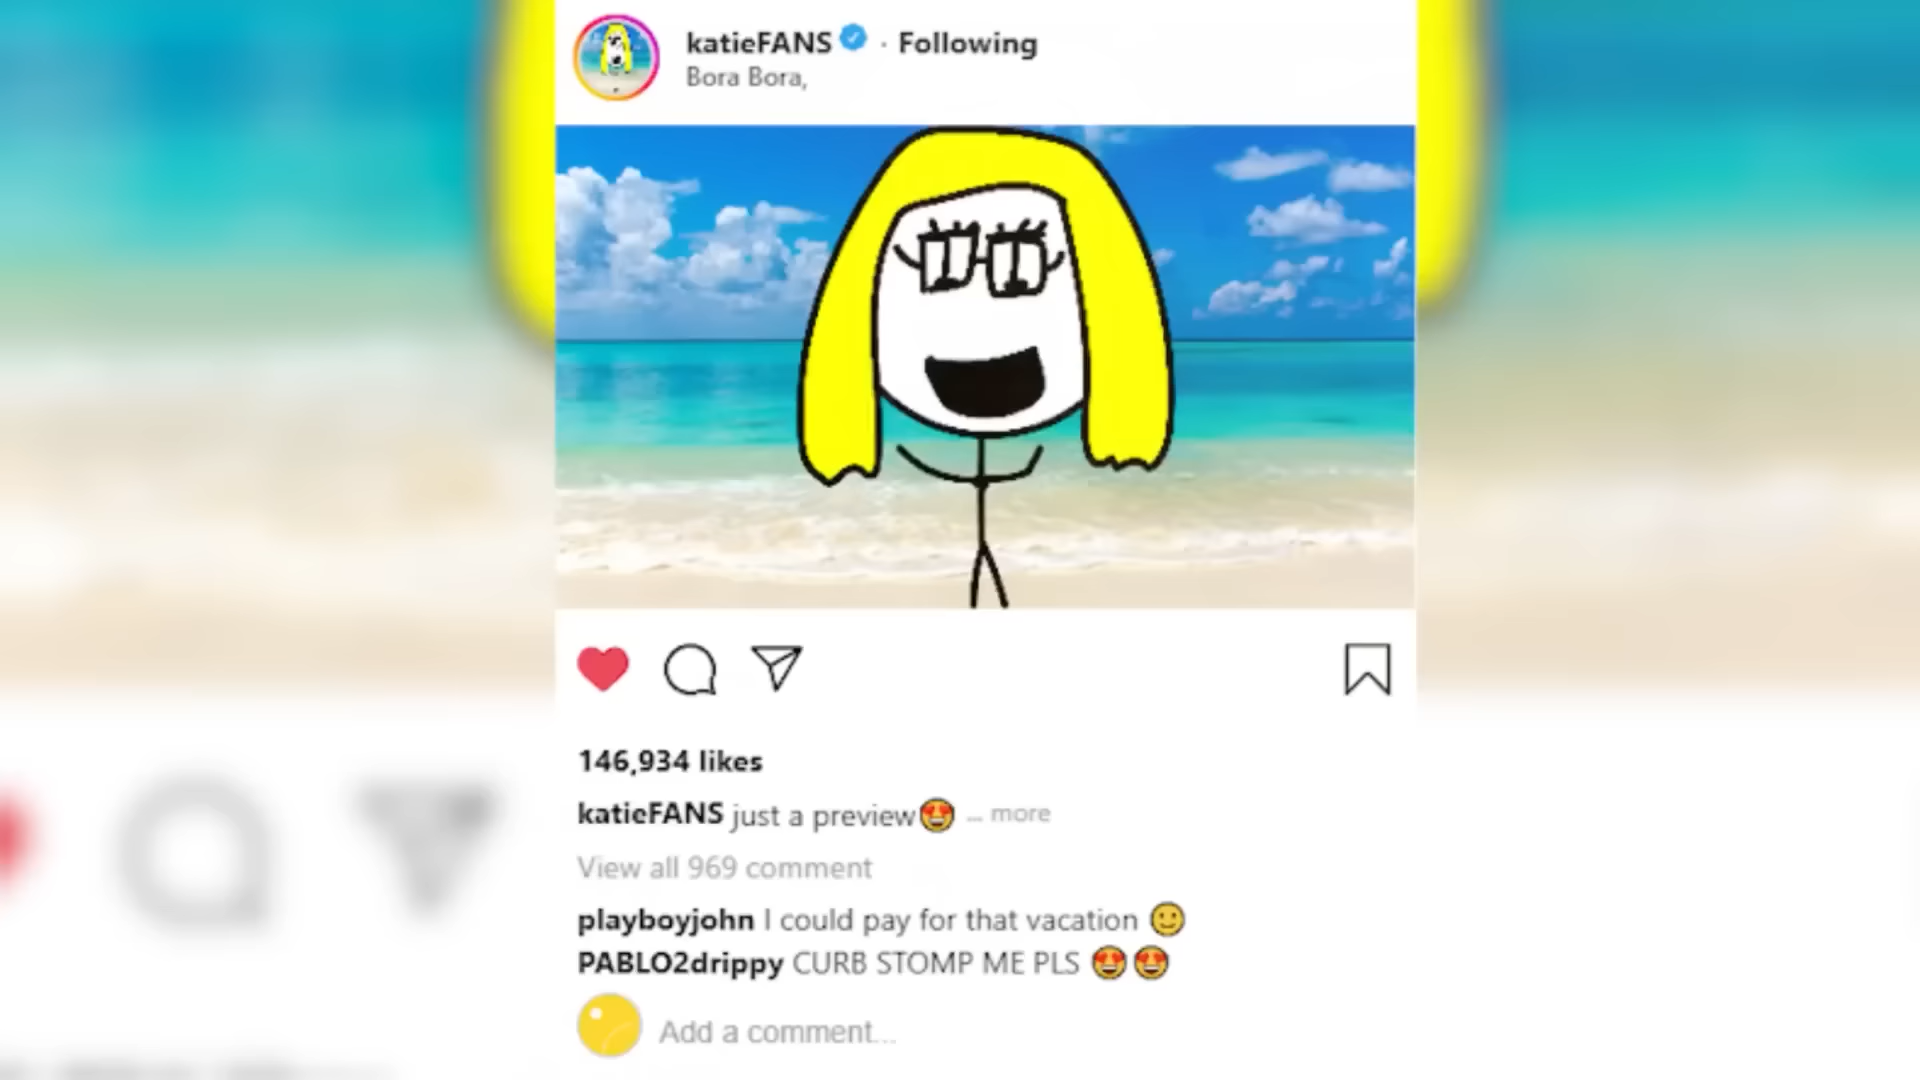 katieFANS · Following
Bora Bora,
146,934 likes
katieFANS just a preview😍 ... more
View all 969 comment
playboyjohn I could pay for that vacation 🙂
PABLO2drippy CURB STOMP ME PLS 😍😍
Add a comment...